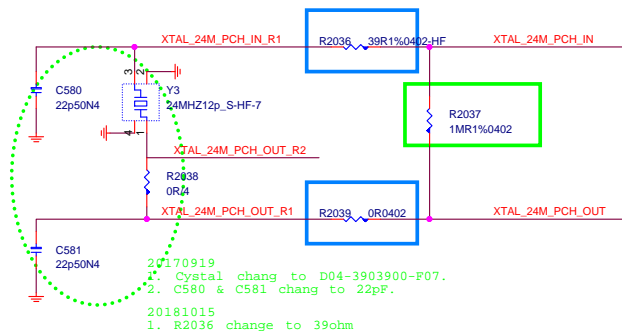 XTAL_24M_PCH_IN_R1
R2036
39R1%0402-HF
XTAL_24M_PCH_IN
3
2
C580
22p50N4
Y3
24MHZ12p_S-HF-7
4
1
R2037
1MR1%0402
XTAL_24M_PCH_OUT_R2
R2038
0R/4
XTAL_24M_PCH_OUT_R1
R2039
0R0402
XTAL_24M_PCH_OUT
C581
22p50N4
20170919
1. Cystal chang to D04-3903900-F07.
2. C580 & C581 chang to 22pF.
20181015
1. R2036 change to 39ohm